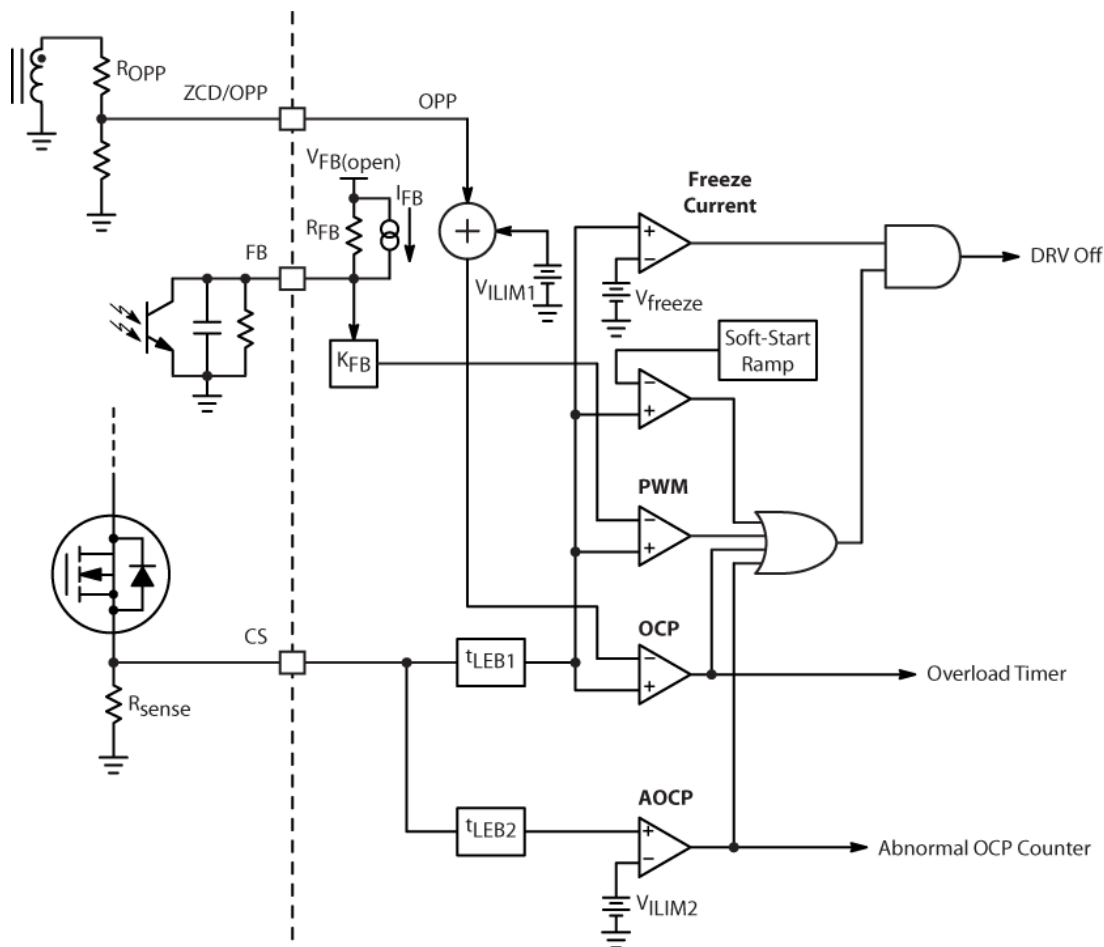 ROPP
ZCD/OPP
OPP
VFB(open)
IFB
RFB
FB
VILIM1
KFB
Freeze
Current
Vfreeze
DRV Off
Soft-Start
Ramp
PWM
CS
tLEB1
OCP
Overload Timer
Rsense
tLEB2
AOCP
Abnormal OCP Counter
VILIM2
+
+
−
−
+
−
+
−
+
+
−